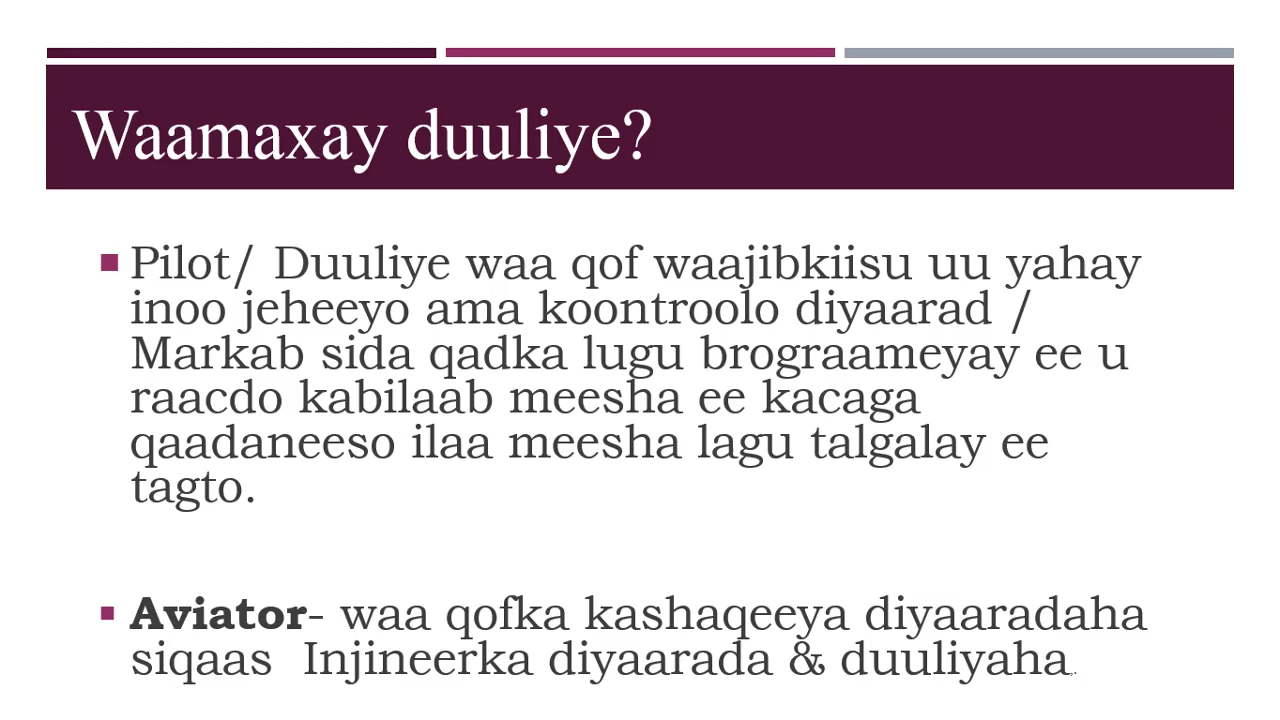 Waamaxay duuliye?
Pilot/ Duuliye waa qof waajibkiisu uu yahay
inoo jeheeyo ama koontroolo diyaarad /
Markab sida qadka lugu brograameyay ee u
raacdo kabilaab meesha ee kacaga
qaadaneeso ilaa meesha lagu talgalay ee
tagto.
Aviator- waa qofka kashaqeeya diyaaradaha
siqaas Injineerka diyaarada & duuliyaha,.